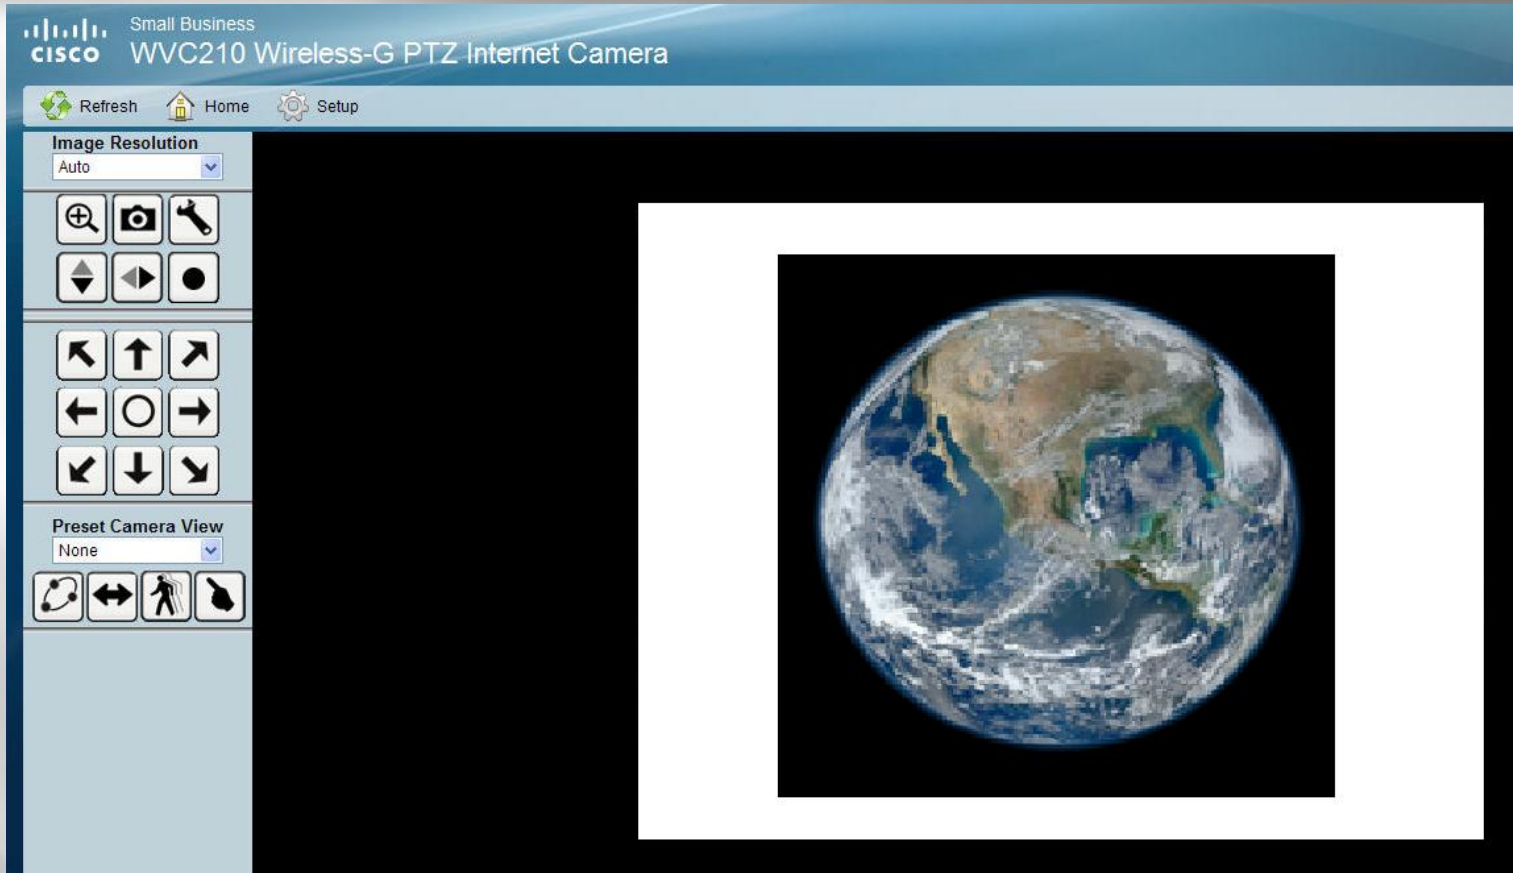 Small Business
CISCO WVC210 Wireless-G PTZ Internet Camera
Refresh Home Setup
Image Resolution
Auto
Preset Camera View
None